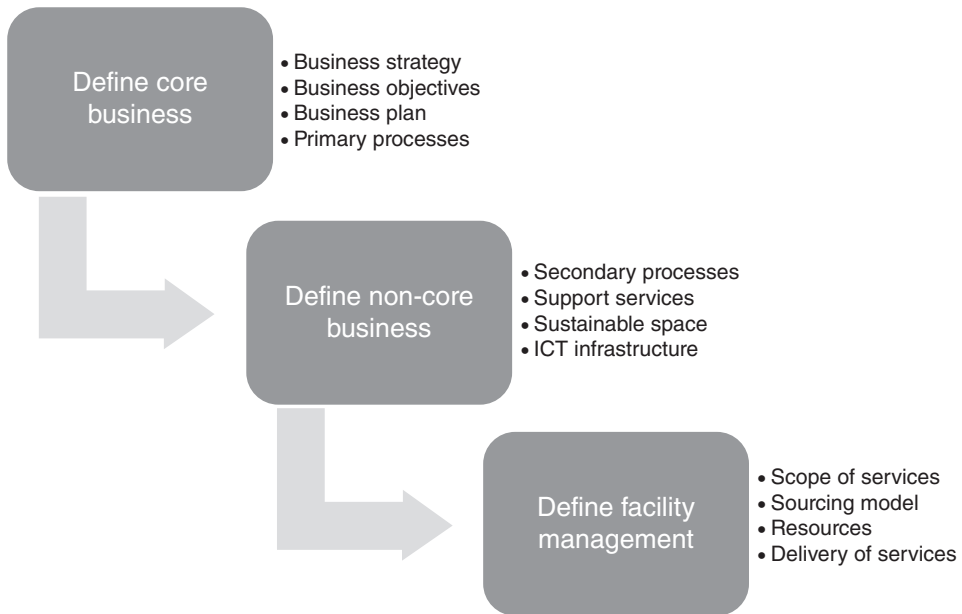 Define core
business
• Business strategy
• Business objectives
• Business plan
• Primary processes
Define non-core
business
• Secondary processes
• Support services
• Sustainable space
• ICT infrastructure
Define facility
management
• Scope of services
• Sourcing model
• Resources
• Delivery of services